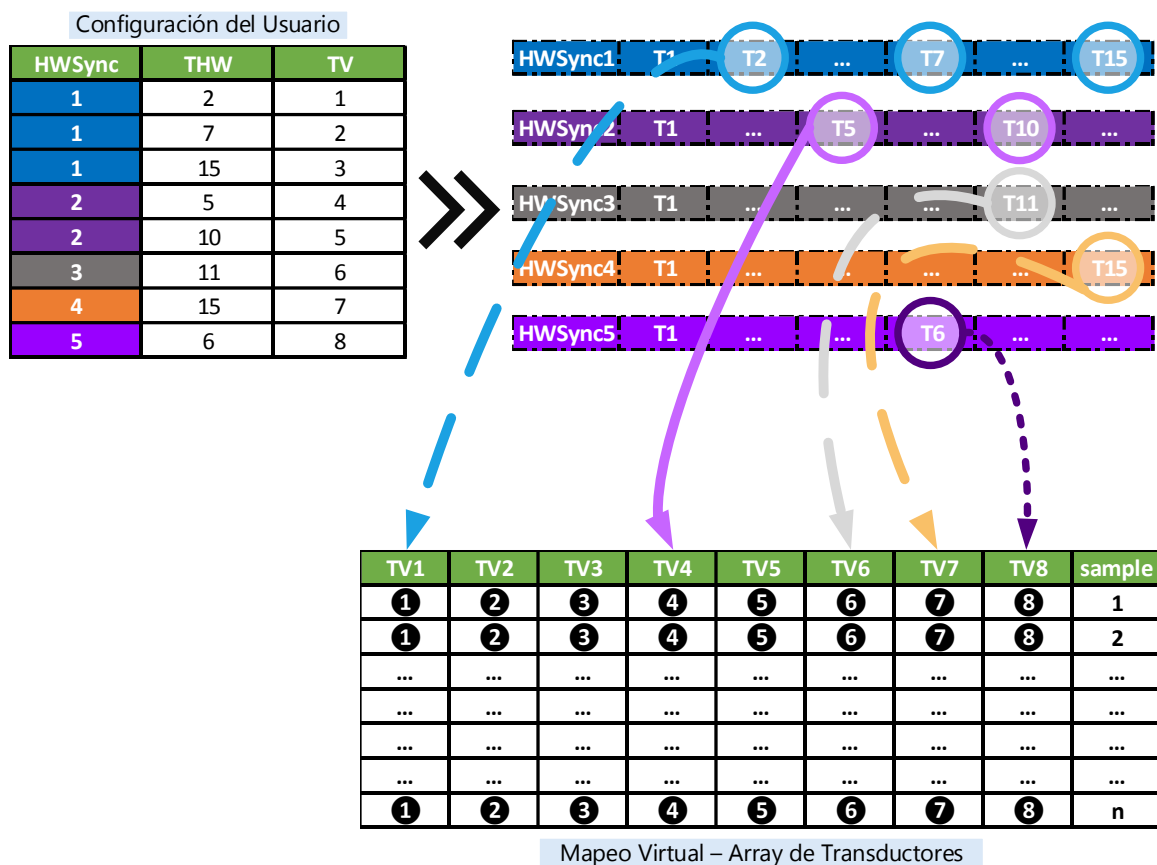 Configuración del Usuario
HWSync THW TV
1 2 1
1 7 2
1 15 3
2 5 4
2 10 5
3 11 6
4 15 7
5 6 8
HWSync1 T1 T2 ... T7 ... T15
HWSync2 T1 ... T5 ... T10 ...
HWSync3 T1 ... ... ... T11 ...
HWSync4 T1 ... ... ... ... T15
HWSync5 T1 ... ... T6 ... ...
TV1 TV2 TV3 TV4 TV5 TV6 TV7 TV8 sample
❶ ❷ ❸ ❹ ❺ ❻ ❼ ❽ 1
❶ ❷ ❸ ❹ ❺ ❻ ❼ ❽ 2
... ... ... ... ... ... ... ... ...
... ... ... ... ... ... ... ... ...
... ... ... ... ... ... ... ... ...
... ... ... ... ... ... ... ... ...
❶ ❷ ❸ ❹ ❺ ❻ ❼ ❽ n
Mapeo Virtual – Array de Transductores